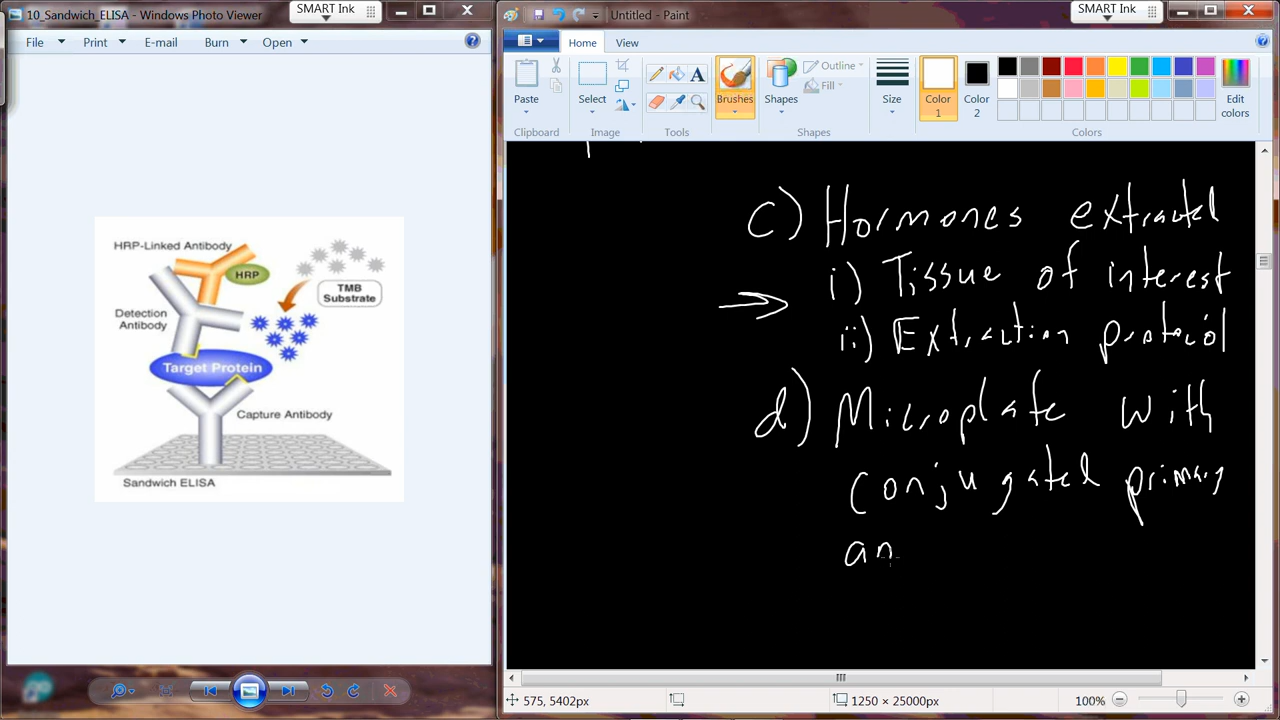 10_Sandwich_ELISA - Windows Photo Viewer
SMART Ink
File Print E-mail Burn Open
HRP-Linked Antibody
HRP
TMB
Substrate
Detection
Antibody
Target Protein
Capture Antibody
Sandwich ELISA
Untitled - Paint
SMART Ink
Home View
Paste
Select
Brushes
Shapes
Outline
Fill
Size
Color
1
Color
2
Edit
colors
Clipboard Image Tools Shapes Colors
c) Hormones extracted
i) Tissue of interest
ii) Extraction protocol
d) Microplate with
conjugated primary
an
575, 5402px
1250 × 25000px
100%